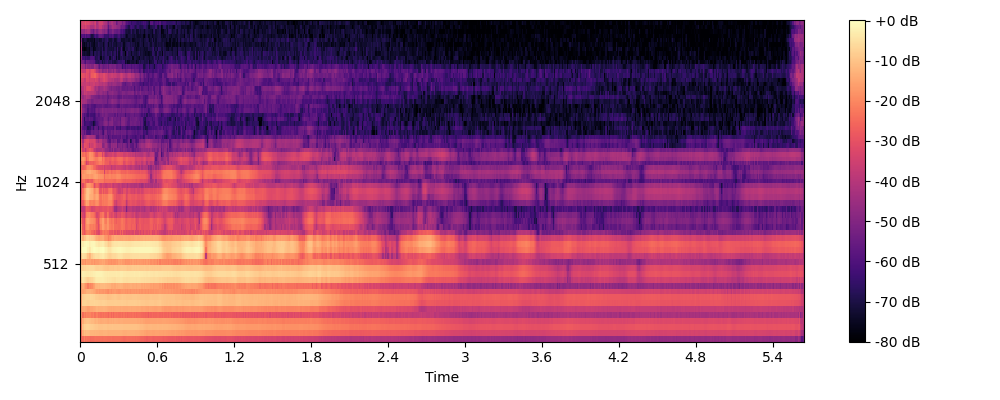 +0 dB
-10 dB
2048
-20 dB
-30 dB
Hz
1024
-40 dB
-50 dB
512
-60 dB
-70 dB
-80 dB
0 0.6 1.2 1.8 2.4 3 3.6 4.2 4.8 5.4
Time